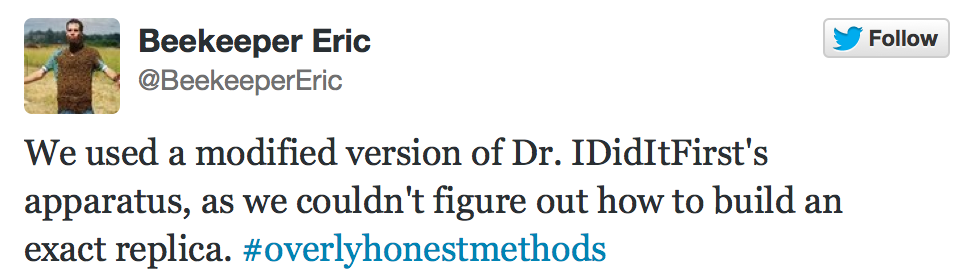 Beekeeper Eric
@BeekeeperEric
Follow
We used a modified version of Dr. IDidItFirst's
apparatus, as we couldn't figure out how to build an
exact replica. #overlyhonestmethods